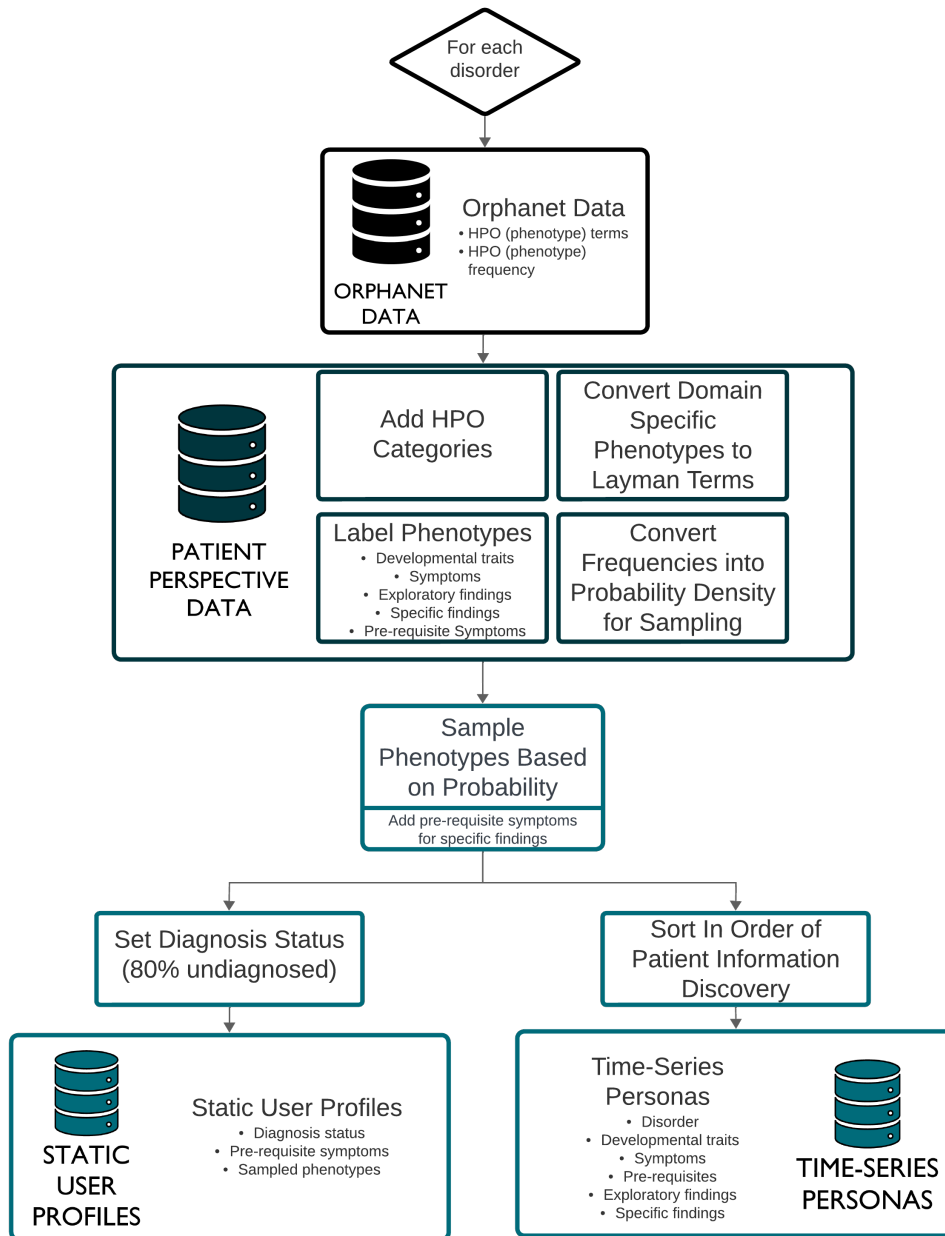 For each
disorder
Orphanet Data
• HPO (phenotype) terms
• HPO (phenotype)
frequency
ORPHANET
DATA
Add HPO
Categories
Convert Domain
Specific
Phenotypes to
Layman Terms
PATIENT
PERSPECTIVE
DATA
Label Phenotypes
• Developmental traits
• Symptoms
• Exploratory findings
• Specific findings
• Pre-requisite Symptoms
Convert
Frequencies into
Probability Density
for Sampling
Sample
Phenotypes Based
on Probability
Add pre-requisite symptoms
for specific findings
Set Diagnosis Status
(80% undiagnosed)
Sort In Order of
Patient Information
Discovery
Static User Profiles
• Diagnosis status
• Pre-requisite symptoms
• Sampled phenotypes
STATIC
USER
PROFILES
Time-Series
Personas
• Disorder
• Developmental traits
• Symptoms
• Pre-requisites
• Exploratory findings
• Specific findings
TIME-SERIES
PERSONAS